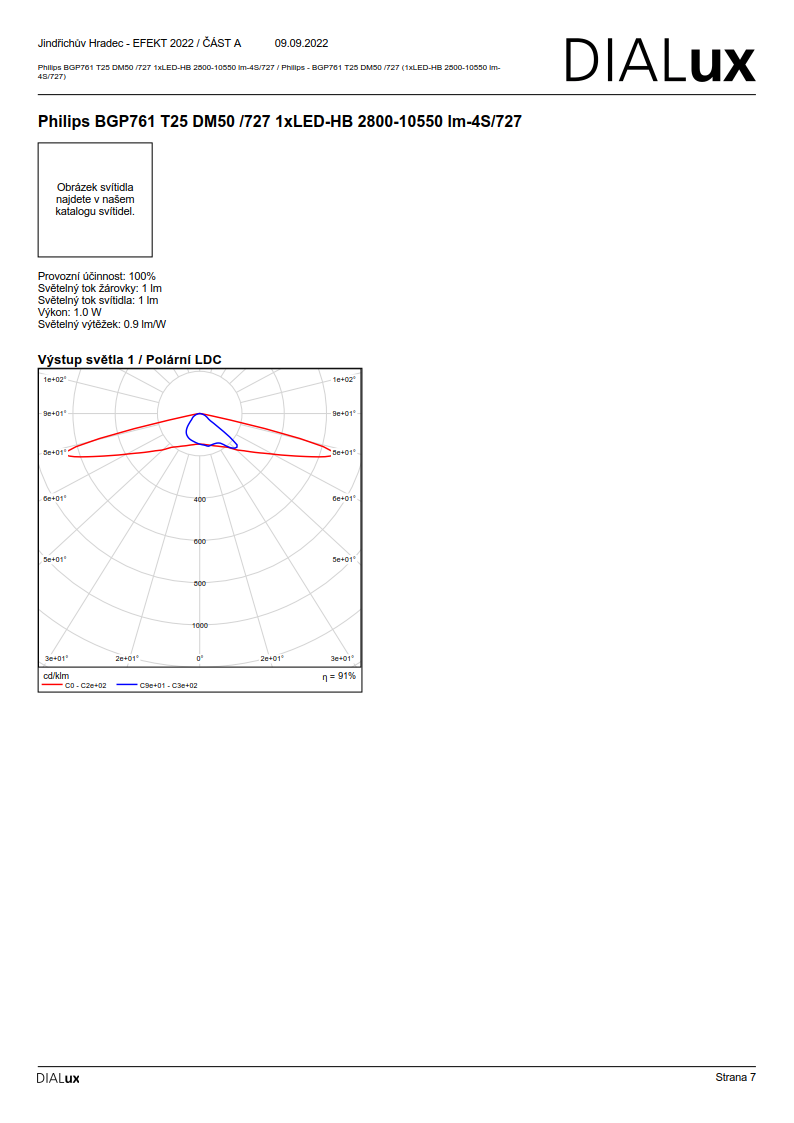 Jindřichův Hradec - EFEKT 2022 / ČÁST A 09.09.2022
DIALux
Philips BGP761 T25 DM50 /727 1xLED-HB 2800-10550 lm-4S/727 / Philips - BGP761 T25 DM50 /727 (1xLED-HB 2800-10550 lm-
4S/727)
Philips BGP761 T25 DM50 /727 1xLED-HB 2800-10550 lm-4S/727
Obrázek svítidla
najdete v našem
katalogu svítidel.
Provozní účinnost: 100%
Světelný tok žárovky: 1 lm
Světelný tok svítidla: 1 lm
Výkon: 1.0 W
Světelný výtěžek: 0.9 lm/W
Výstup světla 1 / Polární LDC
1e+02° 1e+02°
9e+01° 9e+01°
8e+01° 8e+01°
6e+01° 400 6e+01°
600
5e+01° 5e+01°
800
1000
3e+01° 2e+01° 0° 2e+01° 3e+01°
cd/klm η = 91%
C0 - C2e+02 C9e+01 - C3e+02
DIALux Strana 7